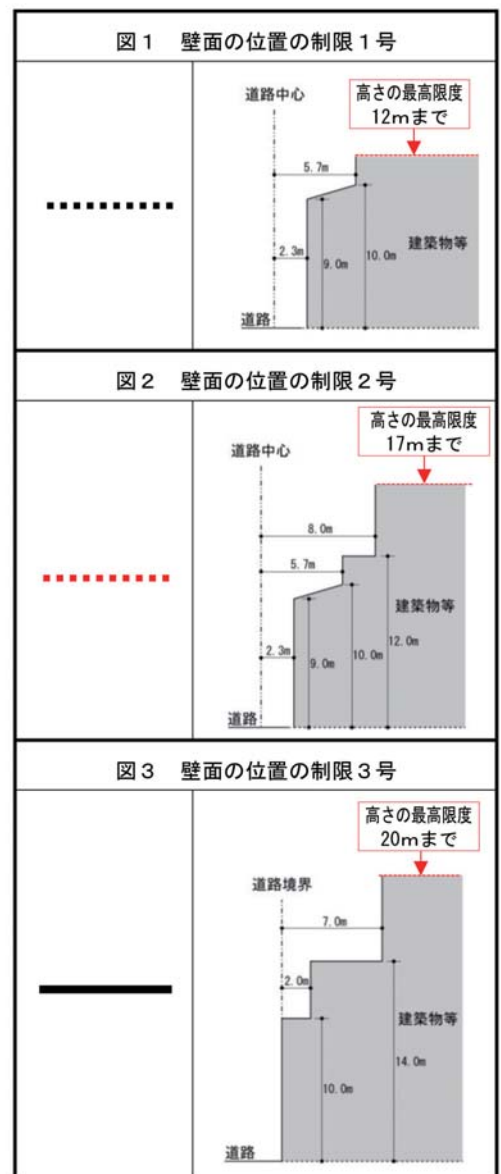 図1 壁面の位置の制限1号
道路中心
高さの最高限度
12mまで
5.7m
建築物等
2.3m
9.0m
10.0m
道路
図2 壁面の位置の制限2号
高さの最高限度
17mまで
道路中心
8.0m
5.7m
建築物等
2.3m
9.0m
10.0m
12.0m
道路
図3 壁面の位置の制限3号
高さの最高限度
20mまで
道路境界
7.0m
2.0m
建築物等
10.0m
14.0m
道路